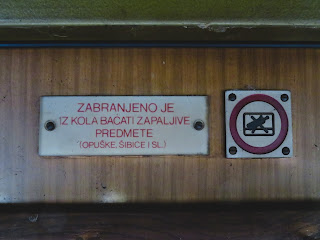 ZABRANJENO JE
IZ KOLA BACATI ZAPALJIVE
PREDMETE
(OPUŠKE, ŠIBICE I SL.)